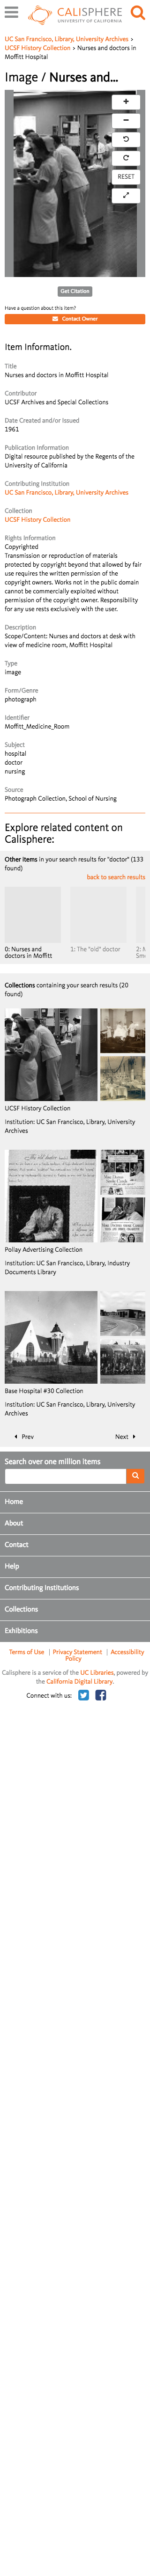 CALISPHERE
UNIVERSITY OF CALIFORNIA
UC San Francisco, Library, University Archives ›
UCSF History Collection › Nurses and doctors in
Moffitt Hospital
Image / Nurses and...
RESET
Get Citation
Have a question about this item?
Contact Owner
Item Information.
Title
Nurses and doctors in Moffitt Hospital
Contributor
UCSF Archives and Special Collections
Date Created and/or Issued
1961
Publication Information
Digital resource published by the Regents of the
University of California
Contributing Institution
UC San Francisco, Library, University Archives
Collection
UCSF History Collection
Rights Information
Copyrighted
Transmission or reproduction of materials
protected by copyright beyond that allowed by fair
use requires the written permission of the
copyright owners. Works not in the public domain
cannot be commercially exploited without
permission of the copyright owner. Responsibility
for any use rests exclusively with the user.
Description
Scope/Content: Nurses and doctors at desk with
view of medicine room, Moffitt Hospital
Type
image
Form/Genre
photograph
Identifier
Moffitt_Medicine_Room
Subject
hospital
doctor
nursing
Source
Photograph Collection, School of Nursing
Explore related content on
Calisphere:
Other items in your search results for "doctor" (133
found)
back to search results
0: Nurses and
doctors in Moffitt
1: The "old" doctor
2: M
Sm
Collections containing your search results (20
found)
UCSF History Collection
Institution: UC San Francisco, Library, University
Archives
Pollay Advertising Collection
Institution: UC San Francisco, Library, Industry
Documents Library
Base Hospital #30 Collection
Institution: UC San Francisco, Library, University
Archives
Prev
Next
Search over one million items
Home
About
Contact
Help
Contributing Institutions
Collections
Exhibitions
Terms of Use | Privacy Statement | Accessibility
Policy
Calisphere is a service of the UC Libraries, powered by
the California Digital Library.
Connect with us: